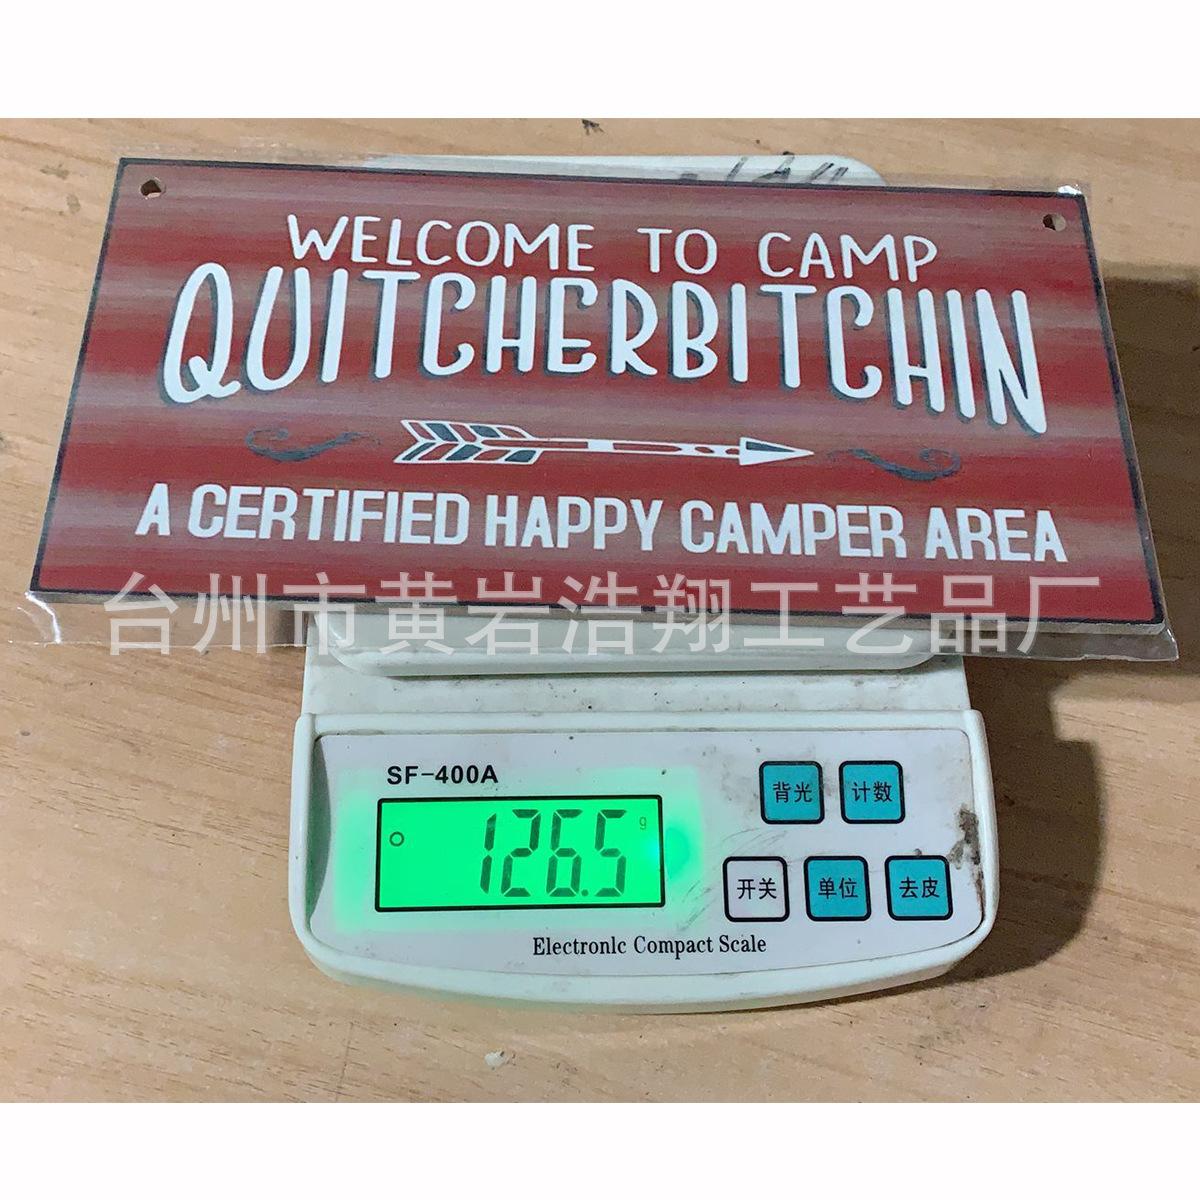 WELCOME TO CAMP
QUITCHERBITCHIN
A CERTIFIED HAPPY CAMPER AREA
台州市黄岩浩翔工艺品厂
SF-400A
126.5 g
背光 计数
开关 单位 去皮
Electronlc Compact Scale